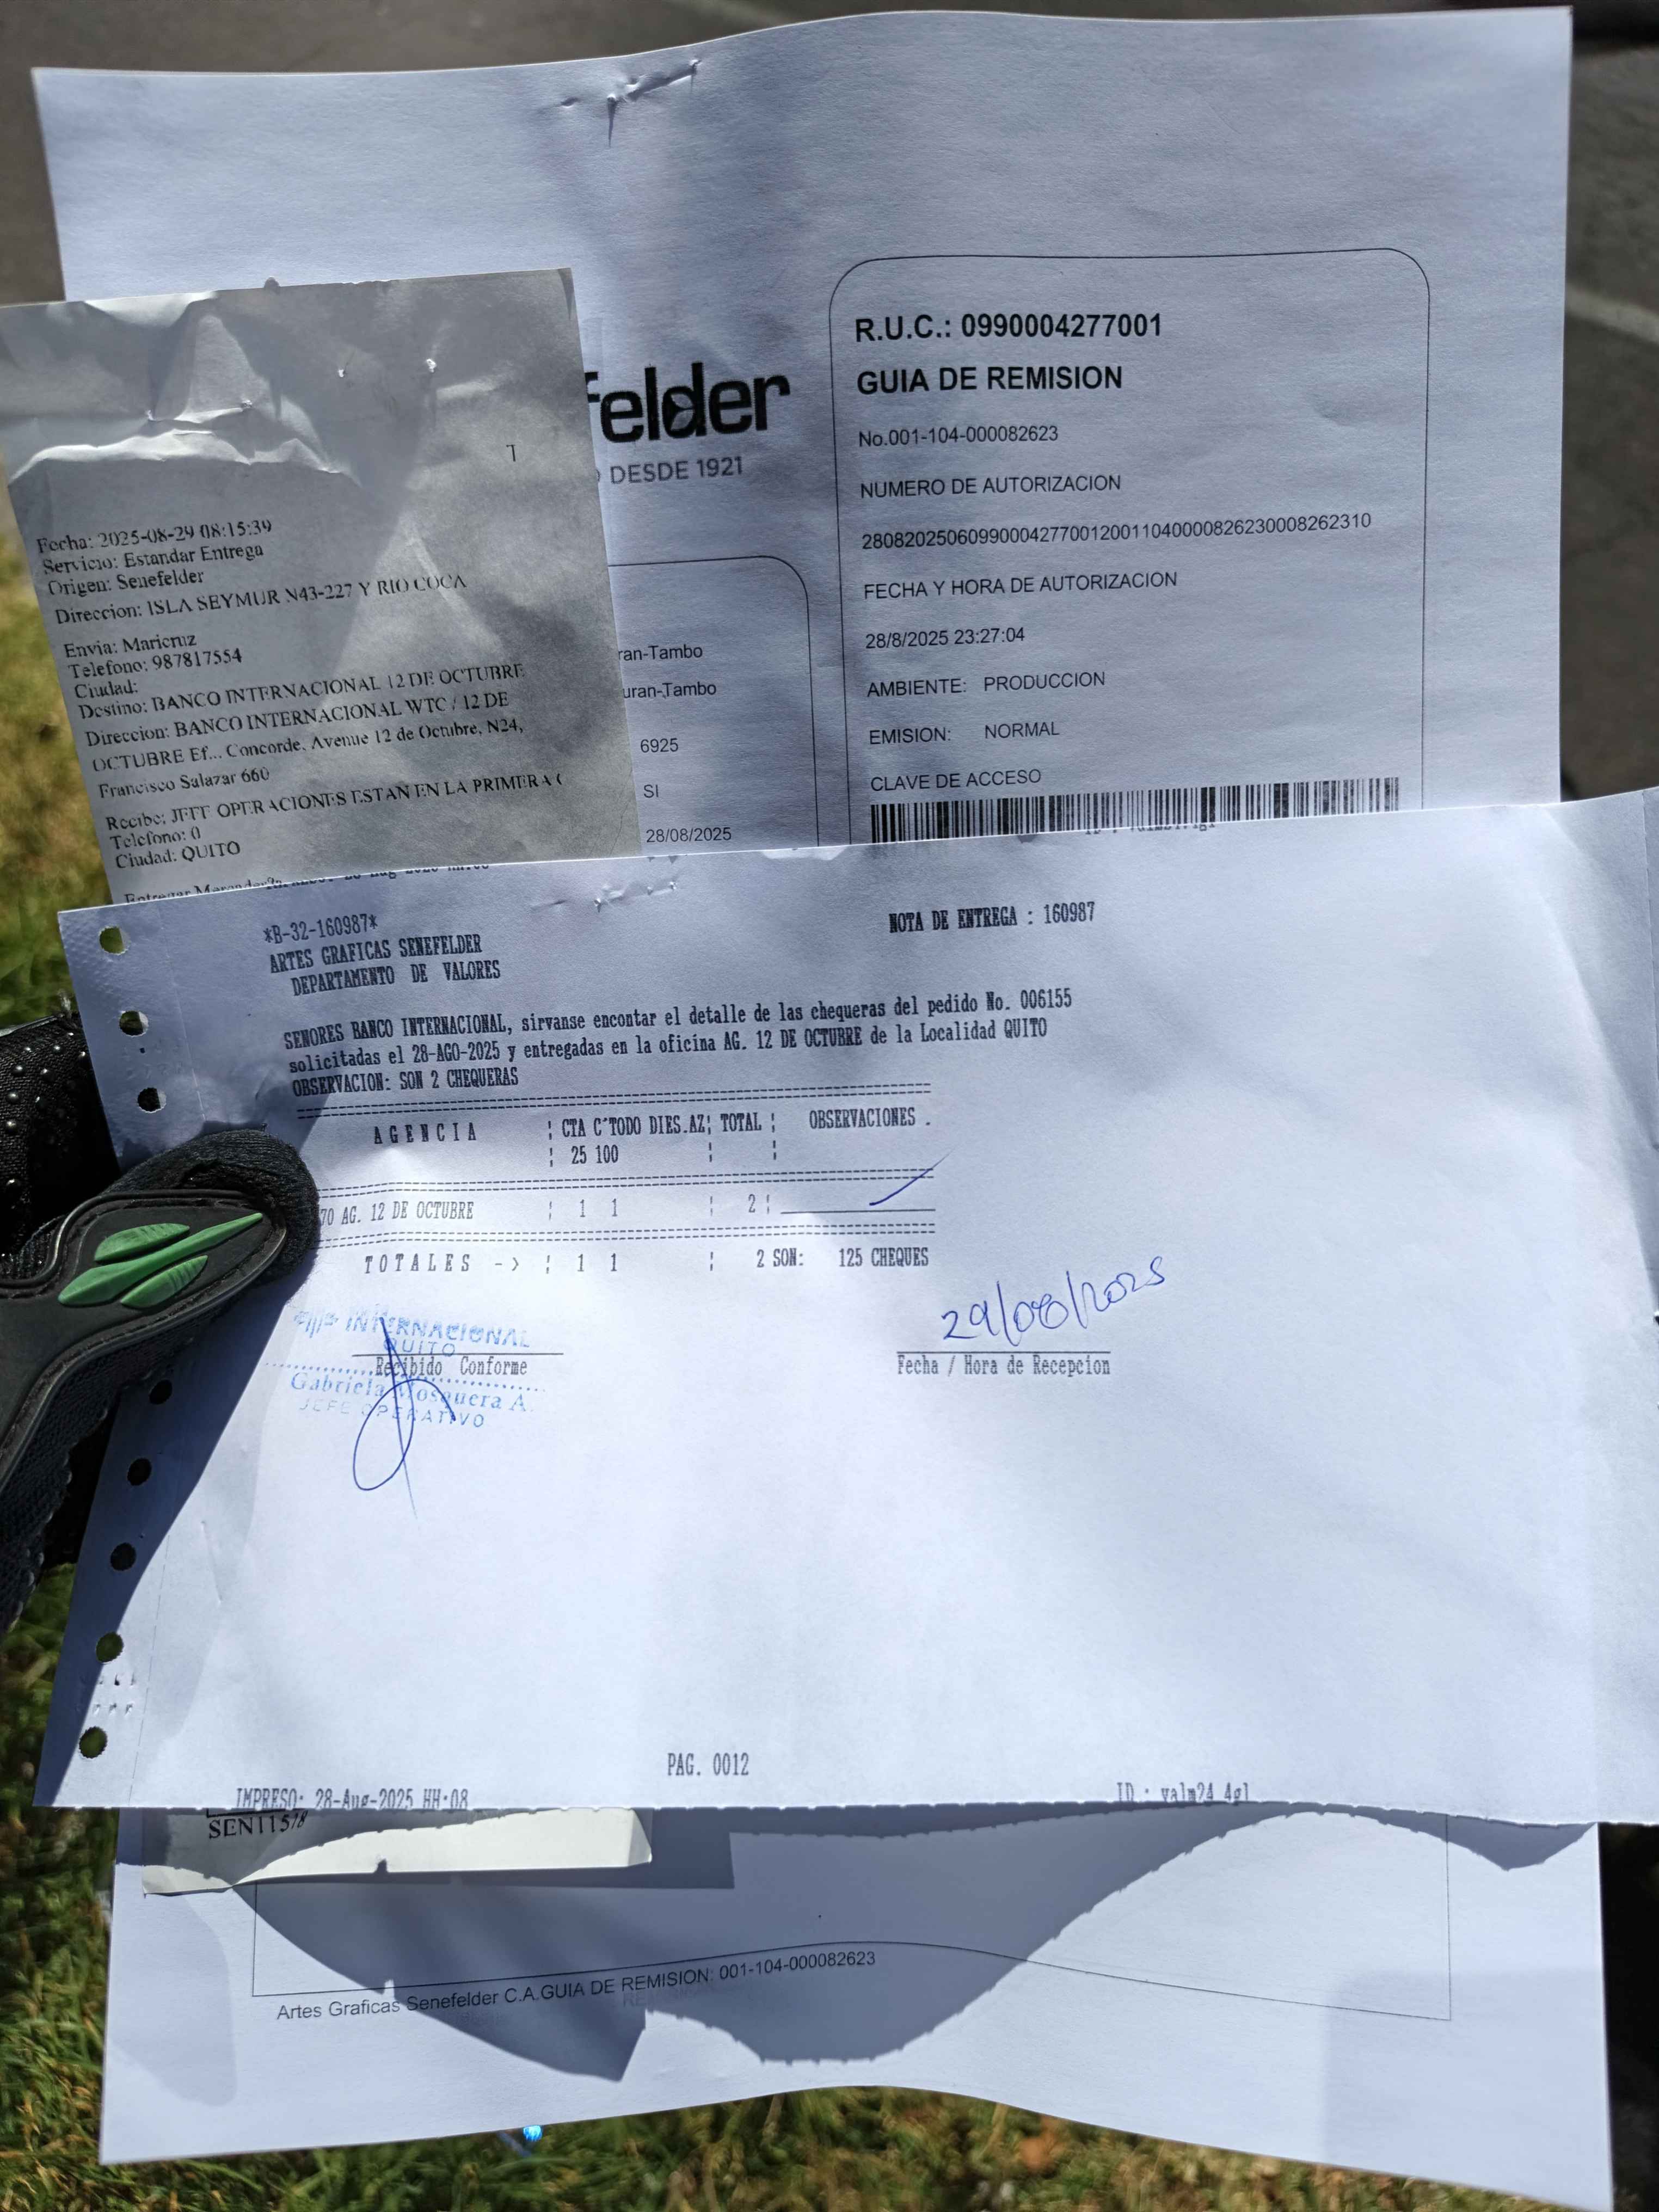 felder
DESDE 1921
R.U.C.: 0990004277001
GUIA DE REMISION
No.001-104-000082623
NUMERO DE AUTORIZACION
2808202506099000427700120011040000826230008262310
FECHA Y HORA DE AUTORIZACION
28/8/2025 23:27:04
AMBIENTE: PRODUCCION
EMISION: NORMAL
CLAVE DE ACCESO
ran-Tambo
uran-Tambo
6925
SI
28/08/2025
T
Fecha: 2025-08-29 08:15:39
Servicio: Estandar Entrega
Origen: Senefelder
Direccion: ISLA SEYMUR N43-227 Y RIO COCA
Envia: Maricruz
Telefono: 987817554
Ciudad:
Destino: BANCO INTERNACIONAL 12 DE OCTUBRE
Direccion: BANCO INTERNACIONAL WTC / 12 DE
OCTUBRE Ef... Concorde, Avenue 12 de Octubre, N24,
Francisco Salazar 660
Recibe: JEFF OPERACIONES ESTAN EN LA PRIMERA
Telefono: 0
Ciudad: QUITO
Entregar
*B-32-160987*
ARTES GRAFICAS SENEFELDER
DEPARTAMENTO DE VALORES
NOTA DE ENTREGA : 160987
SENORES BANCO INTERNACIONAL, sirvanse encontar el detalle de las chequeras del pedido No. 006155
solicitadas el 28-AGO-2025 y entregadas en la oficina AG. 12 DE OCTUBRE de la Localidad QUITO
OBSERVACION: SON 2 CHEQUERAS
A G E N C I A ¦ CTA C´TODO DIES.AZ¦ TOTAL ¦ OBSERVACIONES .
¦ 25 100 ¦ ¦
70 AG. 12 DE OCTUBRE ¦ 1 1 ¦ 2¦
T O T A L E S -> ¦ 1 1 ¦ 2 SON: 125 CHEQUES
INTERNACIONAL
QUITO
Recibido Conforme
Gabriela Mosquera A.
JEFE OPERATIVO
29/08/2025
Fecha / Hora de Recepcion
PAG. 0012
IMPRESO: 28-Aug-2025 HH:08
ID : valm24.4gl
SEN11578
Artes Graficas Senefelder C.A.GUIA DE REMISION: 001-104-000082623